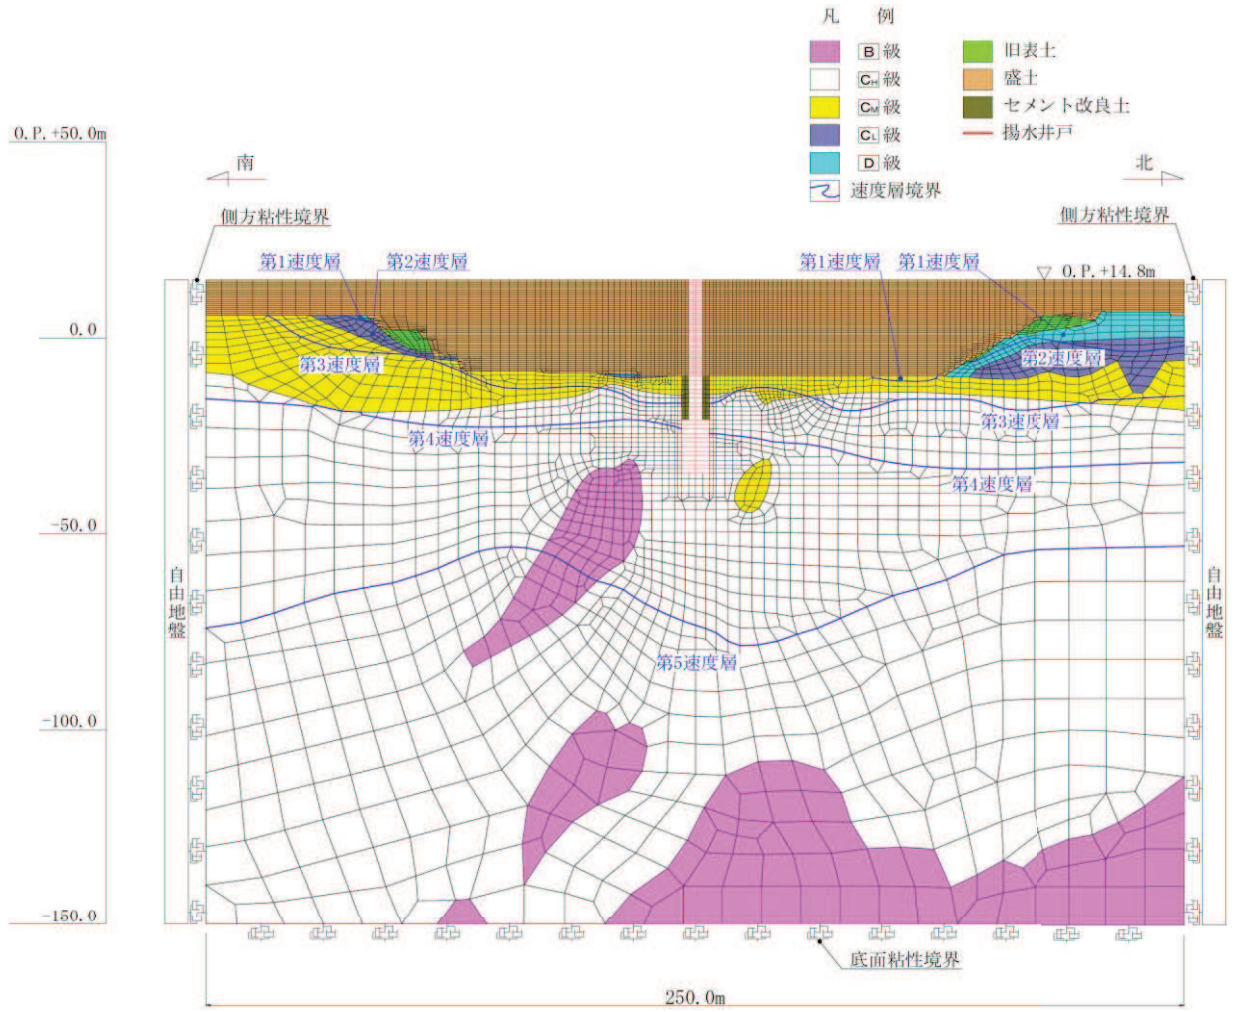 凡 例
B 級
CH 級
CM 級
CL 級
D 級
速度層境界
旧表土
盛土
セメント改良土
揚水井戸
O.P.+50.0m
南
北
側方粘性境界
側方粘性境界
第1速度層
第2速度層
第1速度層
第1速度層
O.P.+14.8m
0.0
第3速度層
第2速度層
第4速度層
第3速度層
第4速度層
-50.0
自由地盤
自由地盤
第5速度層
-100.0
-150.0
底面粘性境界
250.0m